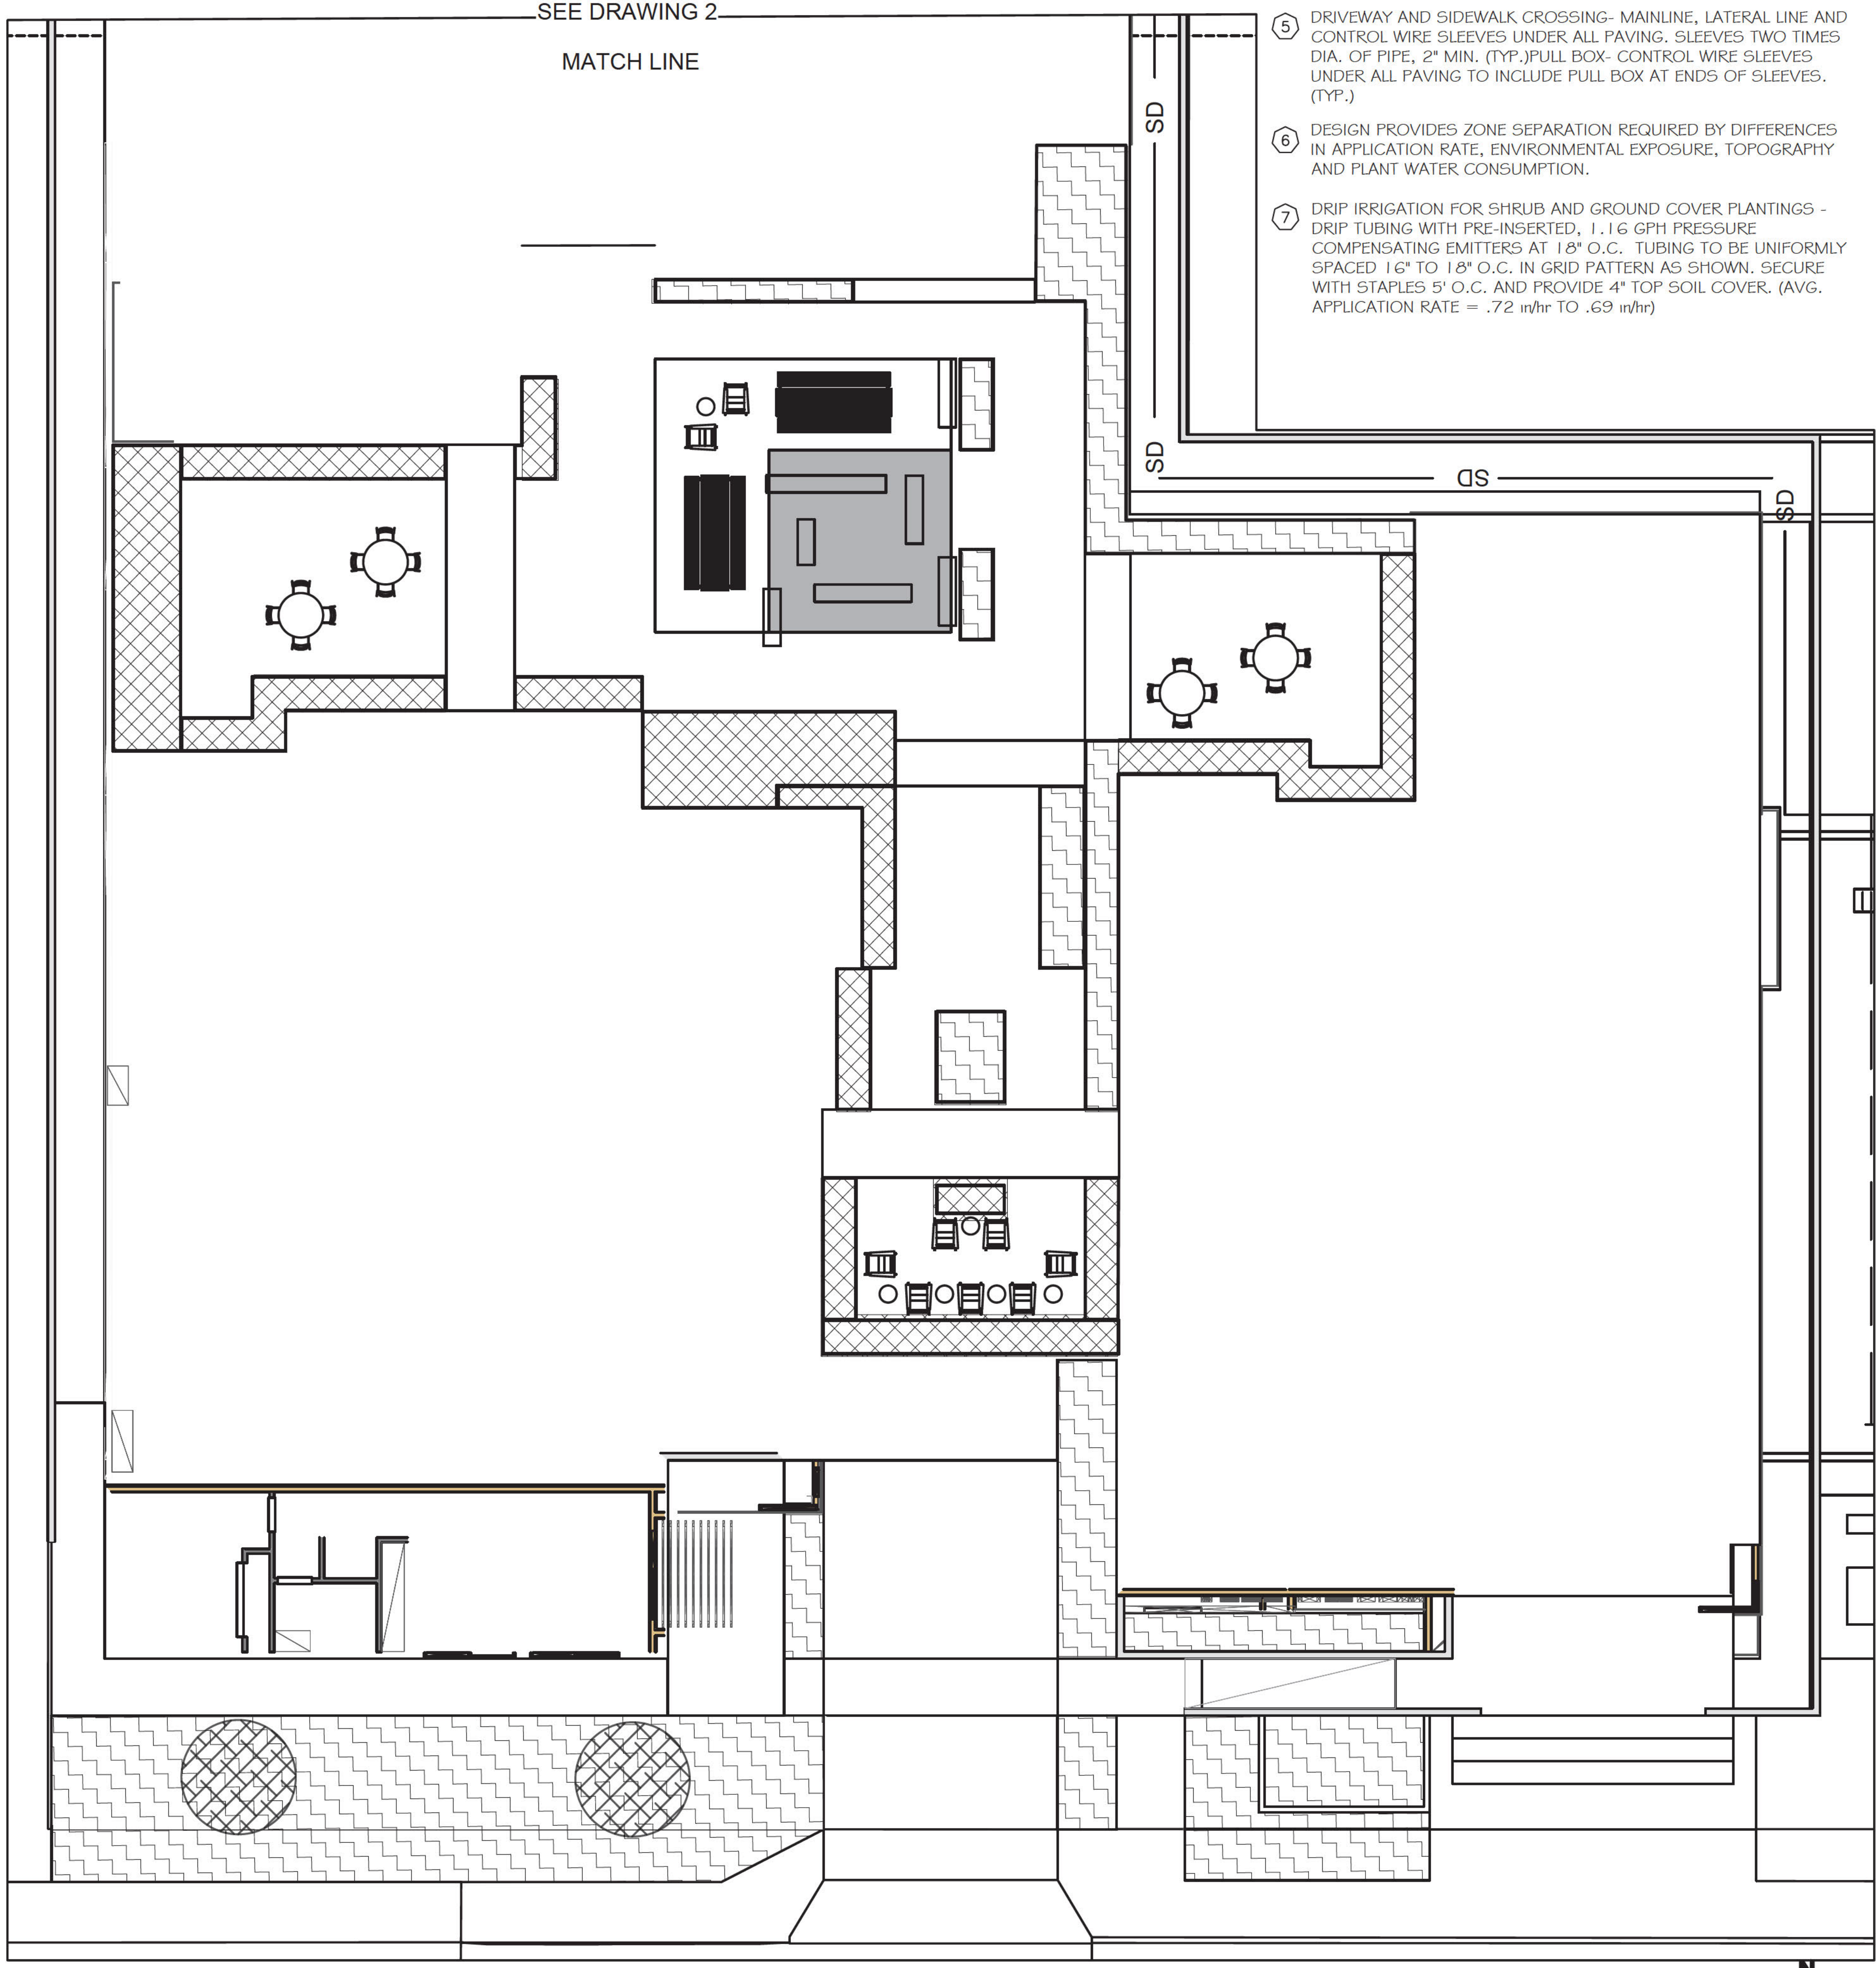 SEE DRAWING 2
MATCH LINE
5 DRIVEWAY AND SIDEWALK CROSSING- MAINLINE, LATERAL LINE AND
CONTROL WIRE SLEEVES UNDER ALL PAVING. SLEEVES TWO TIMES
DIA. OF PIPE, 2" MIN. (TYP.)PULL BOX- CONTROL WIRE SLEEVES
UNDER ALL PAVING TO INCLUDE PULL BOX AT ENDS OF SLEEVES.
(TYP.)
6 DESIGN PROVIDES ZONE SEPARATION REQUIRED BY DIFFERENCES
IN APPLICATION RATE, ENVIRONMENTAL EXPOSURE, TOPOGRAPHY
AND PLANT WATER CONSUMPTION.
7 DRIP IRRIGATION FOR SHRUB AND GROUND COVER PLANTINGS -
DRIP TUBING WITH PRE-INSERTED, 1.16 GPH PRESSURE
COMPENSATING EMITTERS AT 18" O.C. TUBING TO BE UNIFORMLY
SPACED 16" TO 18" O.C. IN GRID PATTERN AS SHOWN. SECURE
WITH STAPLES 5' O.C. AND PROVIDE 4" TOP SOIL COVER. (AVG.
APPLICATION RATE = .72 in/hr TO .69 in/hr)
SD
SD
SD
SD